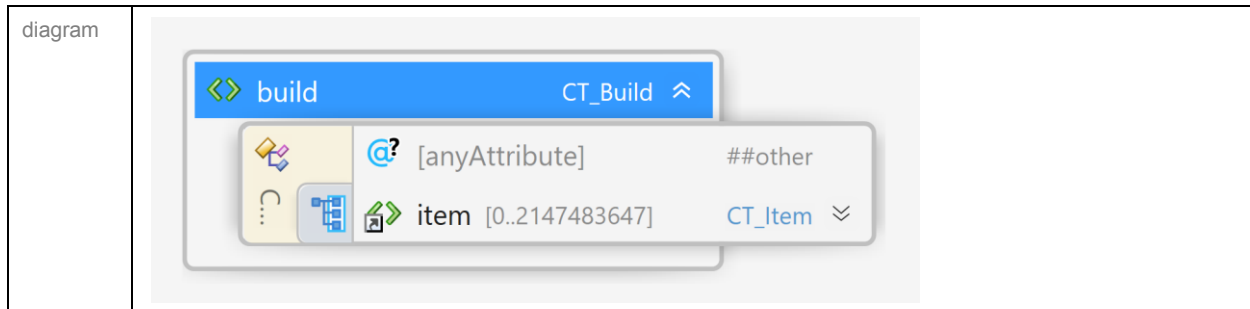 diagram
build CT_Build
[anyAttribute] ##other
item [0..2147483647] CT_Item